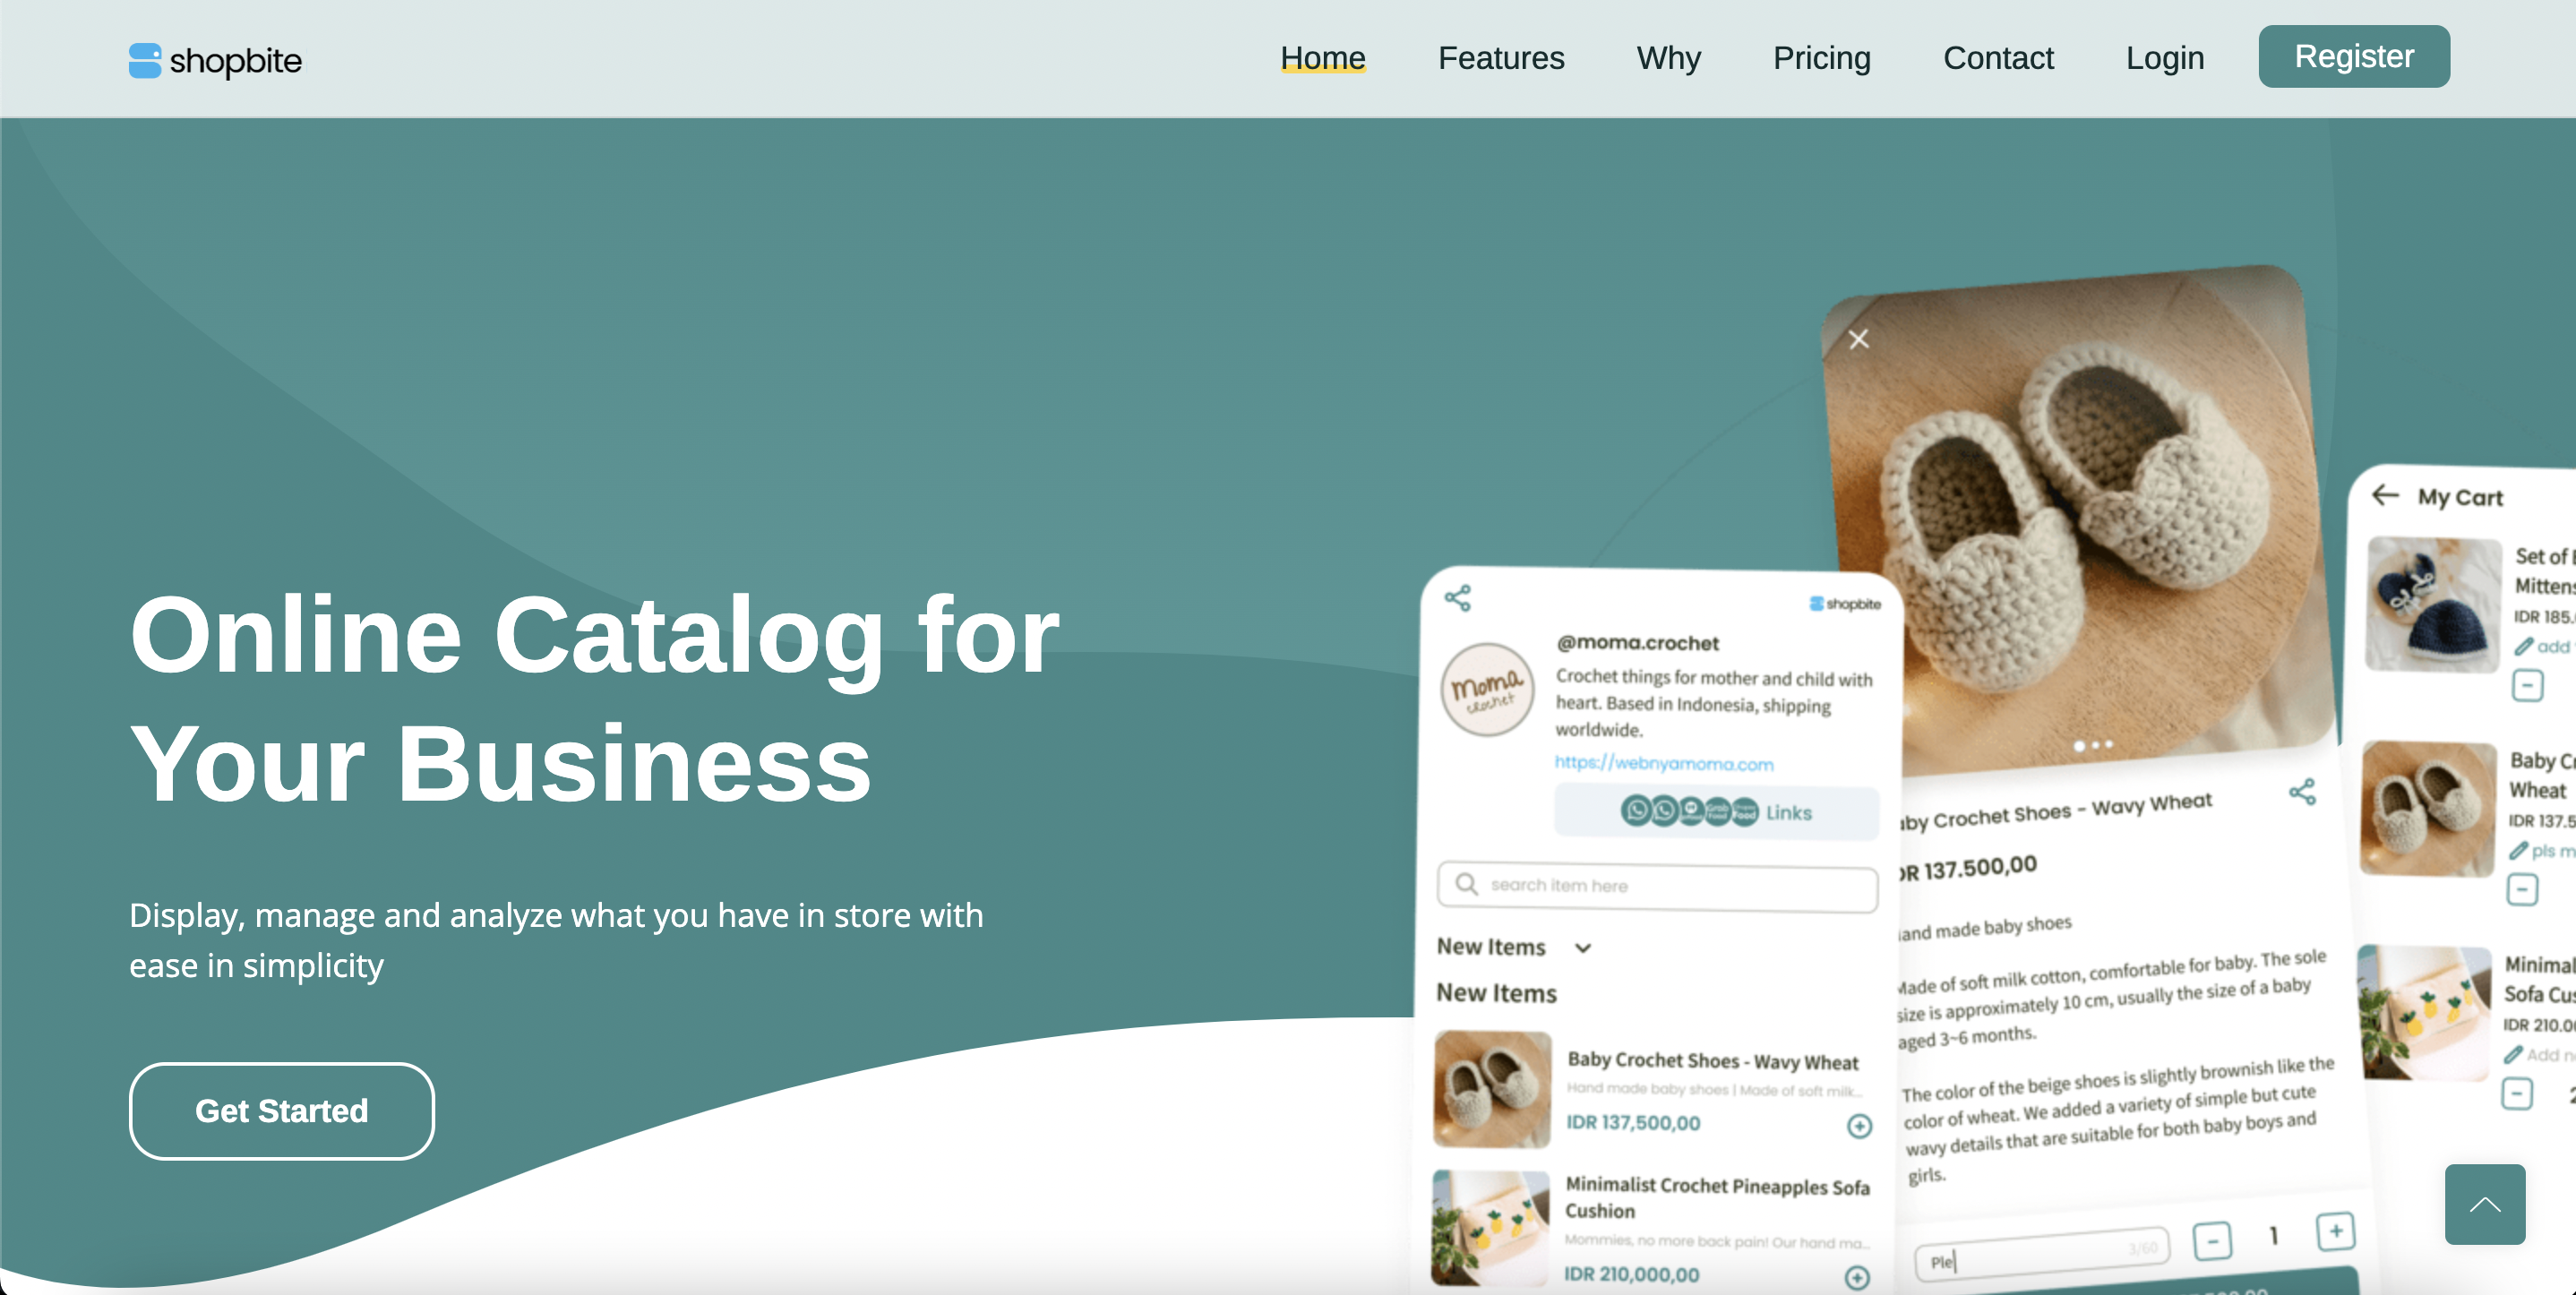 shopbite
Home
Features
Why
Pricing
Contact
Login
Register
Online Catalog for
Your Business
Display, manage and analyze what you have in store with
ease in simplicity
Get Started
shopbite
@moma.crochet
moma
crochet
Crochet things for mother and child with
heart. Based in Indonesia, shipping
worldwide.
https://webnyamoma.com
Links
search item here
New Items
New Items
Baby Crochet Shoes - Wavy Wheat
Hand made baby shoes | Made of soft milk...
IDR 137,500,00
Minimalist Crochet Pineapples Sofa
Cushion
Mommies, no more back pain! Our hand ma...
IDR 210,000,00
by Crochet Shoes - Wavy Wheat
R 137.500,00
and made baby shoes
Made of soft milk cotton, comfortable for baby. The sole
size is approximately 10 cm, usually the size of a baby
aged 3~6 months.
The color of the beige shoes is slightly brownish like the
color of wheat. We added a variety of simple but cute
wavy details that are suitable for both baby boys and
girls.
Ple
3/60
1
My Cart
Set of
Mittens
IDR 185.
add
Baby Cr
Wheat
IDR 137.5
pls m
Minimal
Sofa Cus
IDR 210.00
Add n